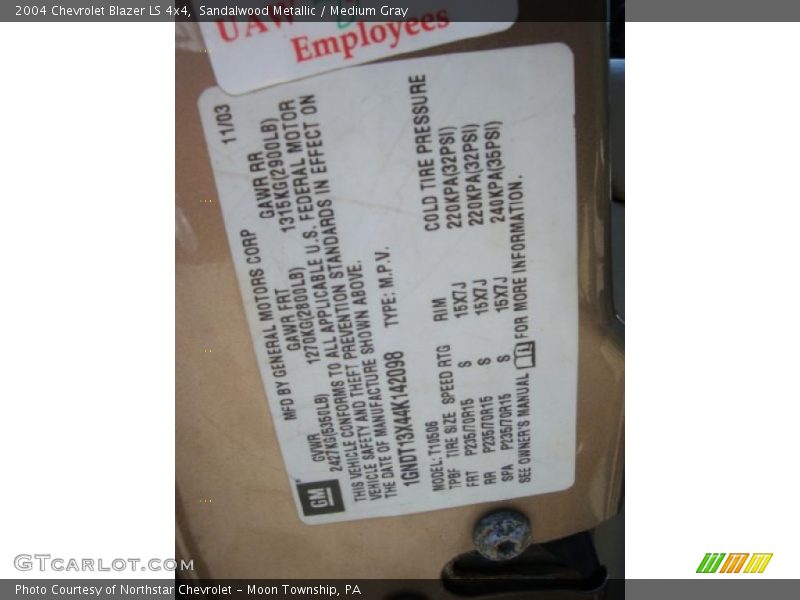 2004 Chevrolet Blazer LS 4x4, Sandalwood Metallic / Medium Gray
UAW
Employees
MFD BY GENERAL MOTORS CORP 11/03
GVWR GAWR FRT GAWR RR
2427KG(5350LB) 1270KG(2800LB) 1315KG(2900LB)
THIS VEHICLE CONFORMS TO ALL APPLICABLE U.S. FEDERAL MOTOR
VEHICLE SAFETY AND THEFT PREVENTION STANDARDS IN EFFECT ON
THE DATE OF MANUFACTURE SHOWN ABOVE.
1GNDT13X44K142098 TYPE: M.P.V.
GM
MODEL: T10506
TPBF TIRE SIZE SPEED RTG RIM COLD TIRE PRESSURE
FRT P235/70R15 S 15X7J 220KPA(32PSI)
RR P235/70R15 S 15X7J 220KPA(32PSI)
SPA P235/70R15 S 15X7J 240KPA(35PSI)
SEE OWNER'S MANUAL FOR MORE INFORMATION.
GTcarlot.com
Photo Courtesy of Northstar Chevrolet - Moon Township, PA